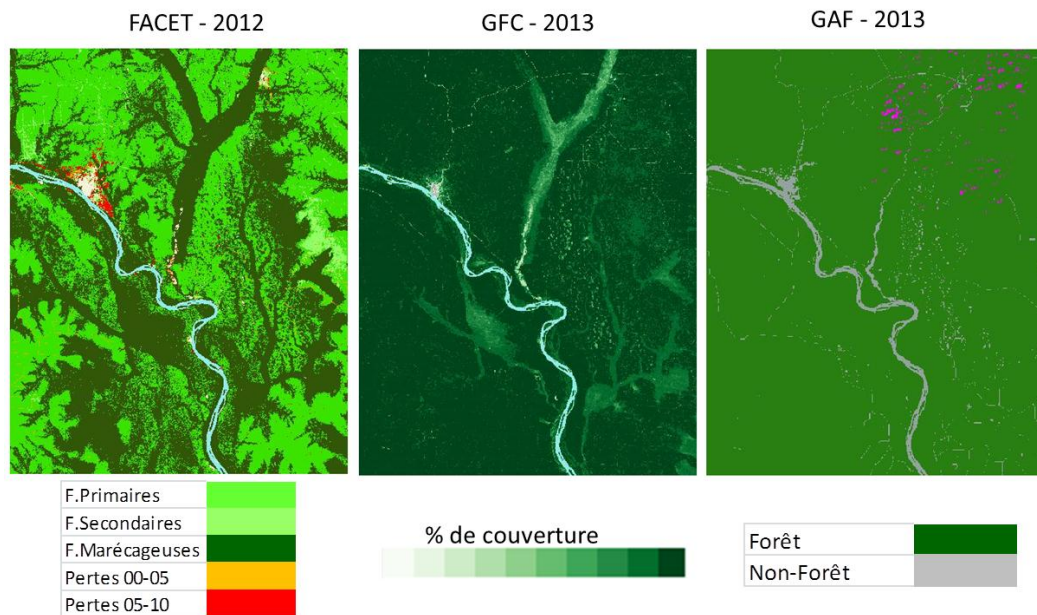 FACET - 2012
GFC - 2013
GAF - 2013
F.Primaires
F.Secondaires
F.Marécageuses
Pertes 00-05
Pertes 05-10
% de couverture
Forêt
Non-Forêt